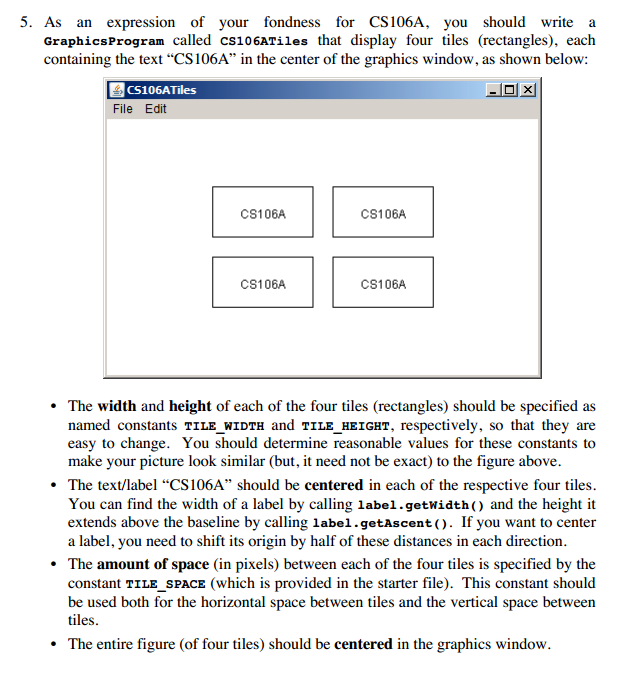 5. As an expression of your fondness for CS106A, you should write a
GraphicsProgram called CS106ATiles that display four tiles (rectangles), each
containing the text “CS106A” in the center of the graphics window, as shown below:
CS106ATiles
File Edit
CS106A CS106A
CS106A CS106A
• The width and height of each of the four tiles (rectangles) should be specified as
named constants TILE_WIDTH and TILE_HEIGHT, respectively, so that they are
easy to change. You should determine reasonable values for these constants to
make your picture look similar (but, it need not be exact) to the figure above.
• The text/label “CS106A” should be centered in each of the respective four tiles.
You can find the width of a label by calling label.getWidth() and the height it
extends above the baseline by calling label.getAscent(). If you want to center
a label, you need to shift its origin by half of these distances in each direction.
• The amount of space (in pixels) between each of the four tiles is specified by the
constant TILE_SPACE (which is provided in the starter file). This constant should
be used both for the horizontal space between tiles and the vertical space between
tiles.
• The entire figure (of four tiles) should be centered in the graphics window.